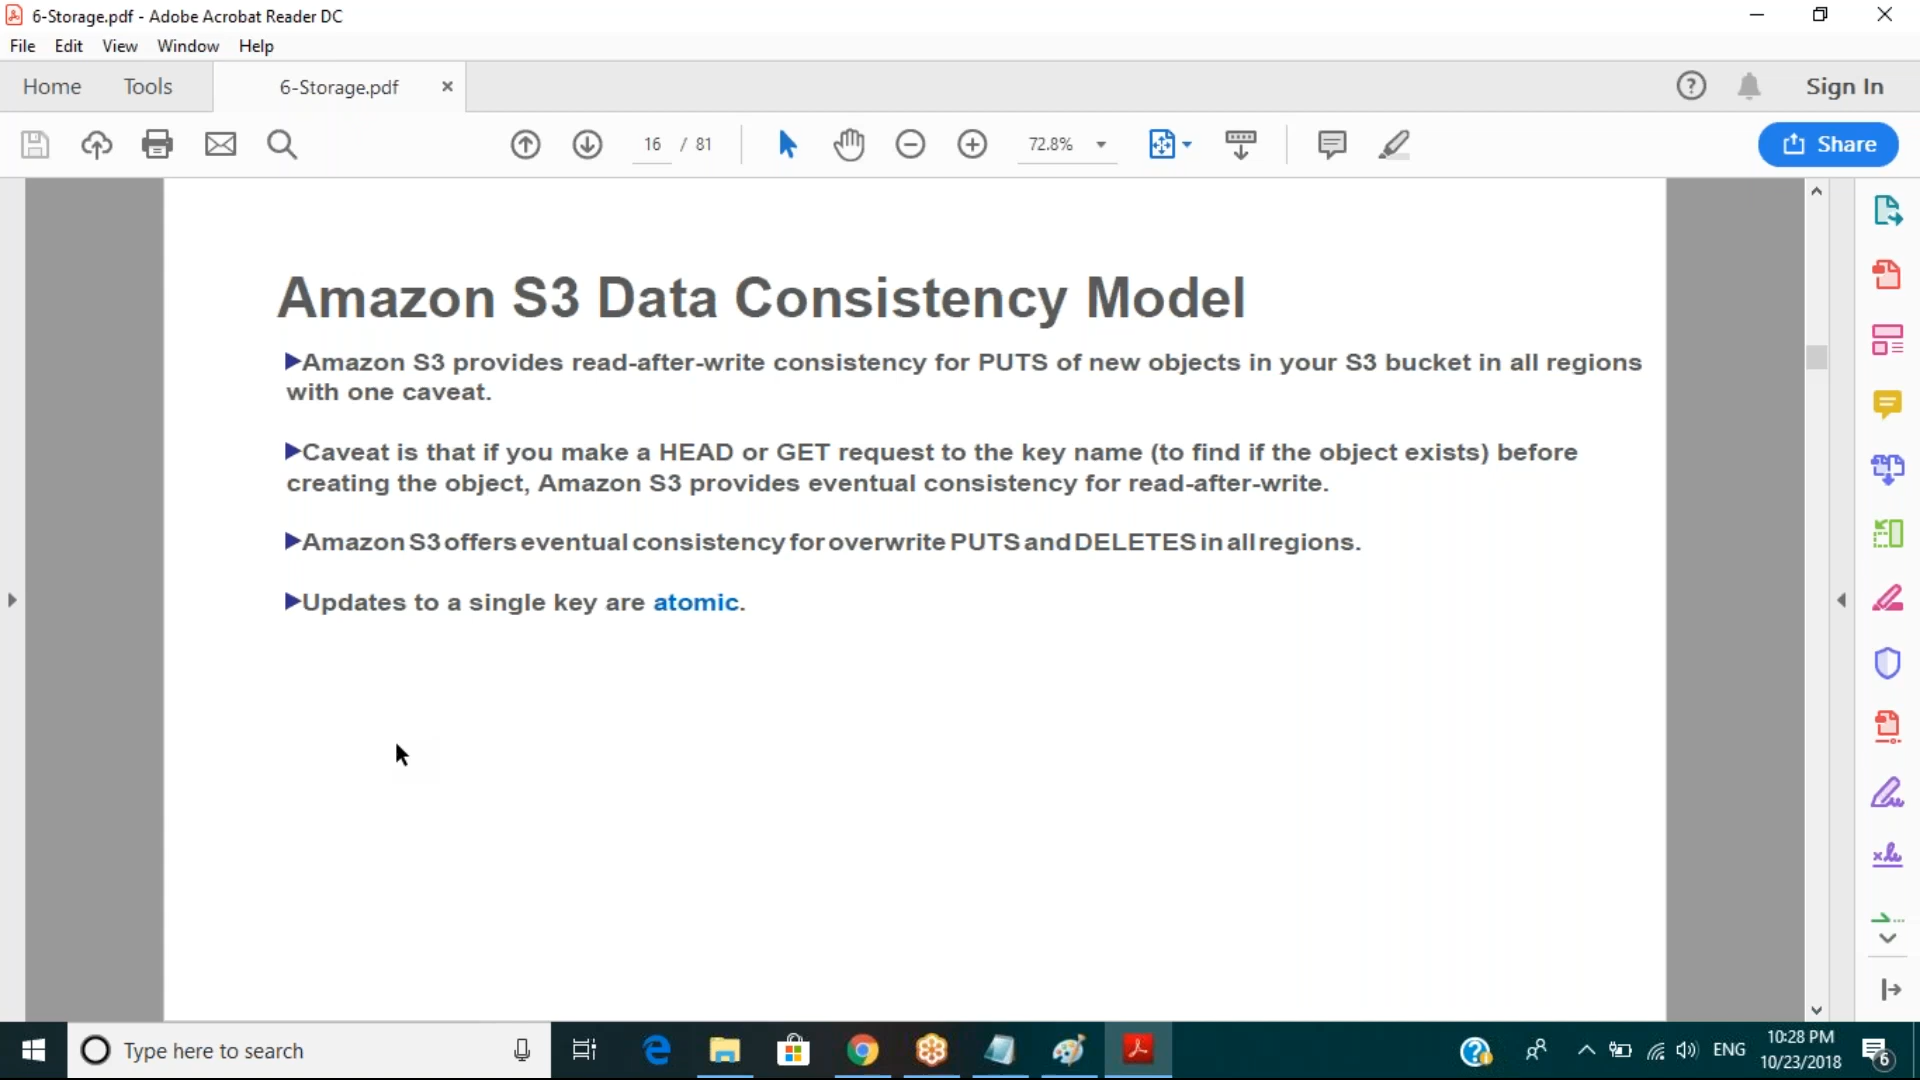 6-Storage.pdf - Adobe Acrobat Reader DC
File Edit View Window Help
Home Tools 6-Storage.pdf Sign In
16 / 81 72.8% Share
Amazon S3 Data Consistency Model
Amazon S3 provides read-after-write consistency for PUTS of new objects in your S3 bucket in all regions
with one caveat.
Caveat is that if you make a HEAD or GET request to the key name (to find if the object exists) before
creating the object, Amazon S3 provides eventual consistency for read-after-write.
Amazon S3 offers eventual consistency for overwrite PUTS and DELETES in all regions.
Updates to a single key are atomic.
Type here to search
ENG
10:28 PM
10/23/2018
6